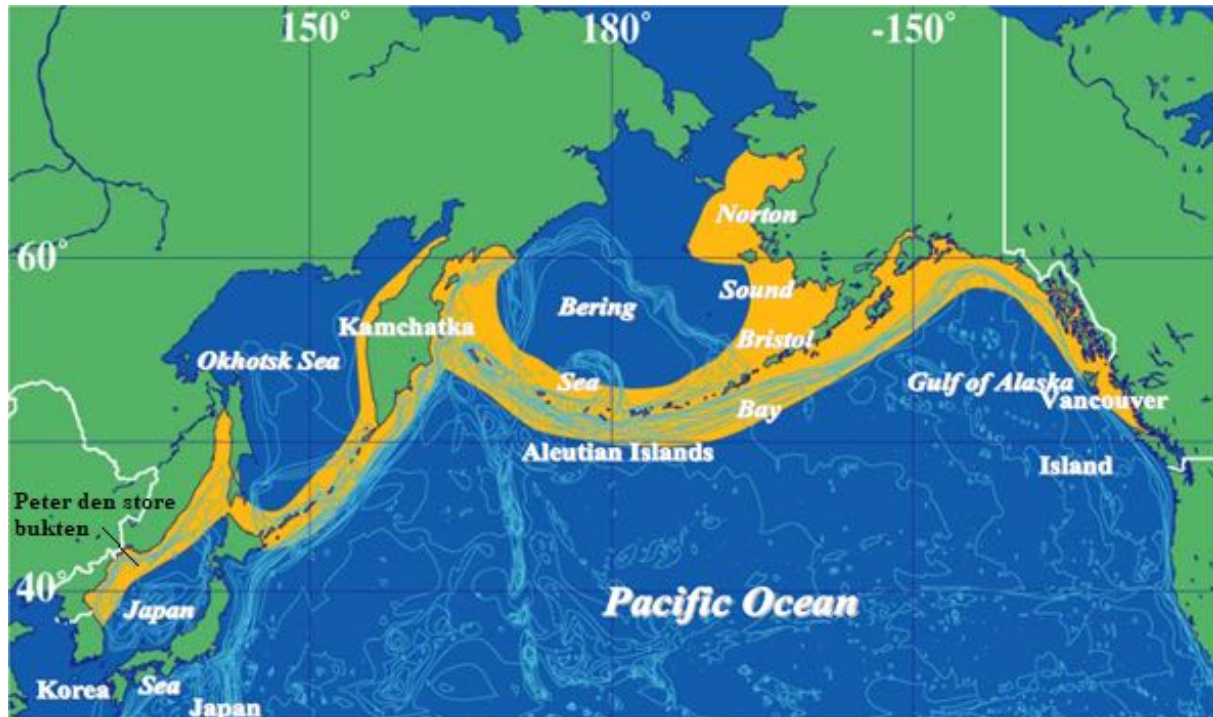 150°
180
-150°
Norton
60°
Sound
Bering
Kamchatka
Bristol
Okhotsk Sea
Sea
Gulf of Alaska
Vancouver
Bay
Aleutian Islands
Island
Peter den store
bukten
40°
Japan
Pacific Ocean
Korea
Sea
Japan